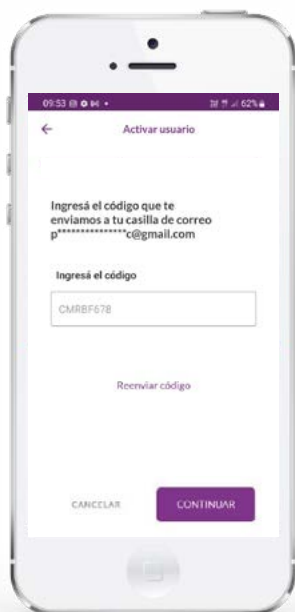 09:53
62%
Activar usuario
Ingresá el código que te
enviamos a tu casilla de correo
p***************c@gmail.com
Ingresá el código
CMRBF678
Reenviar código
CANCELAR
CONTINUAR